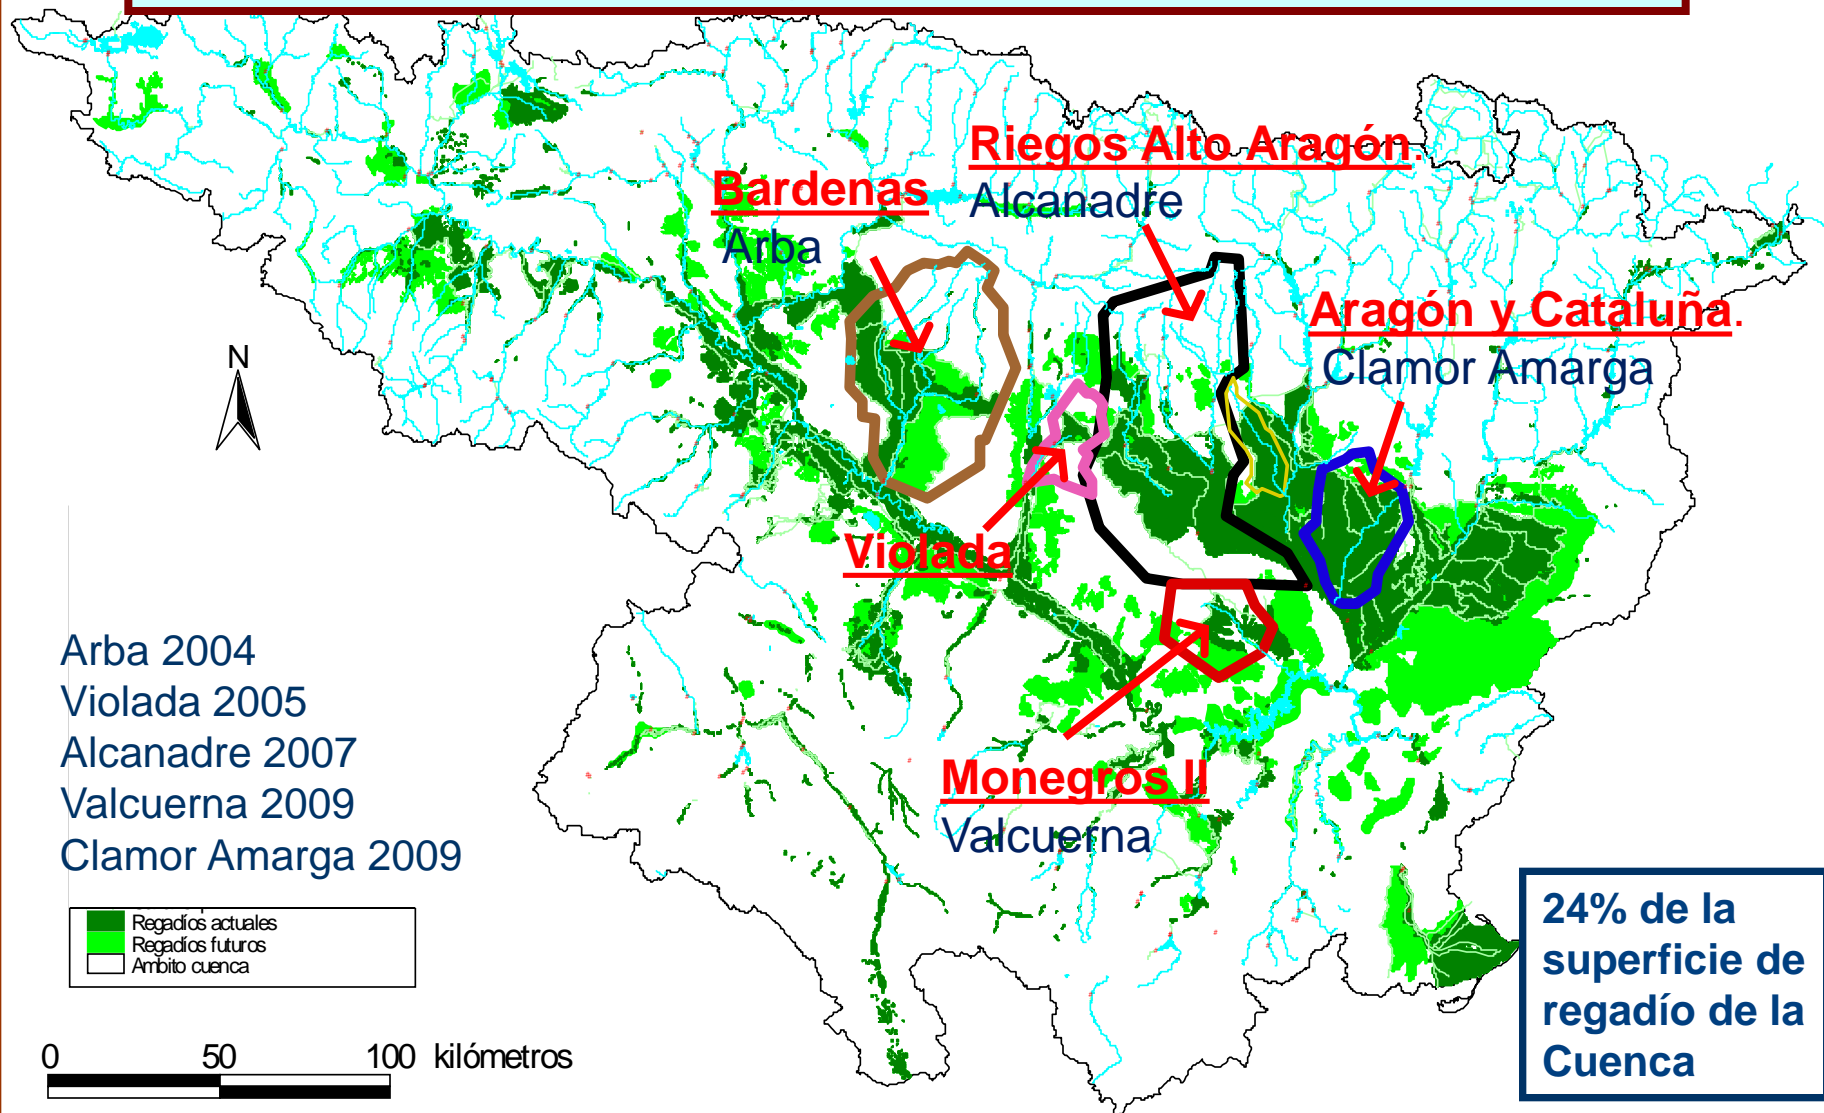 Riegos Alto Aragón.
Alcanadre
Bardenas
Arba
Aragón y Cataluña.
Clamor Amarga
N
Violada
Arba 2004
Violada 2005
Alcanadre 2007
Valcuerna 2009
Clamor Amarga 2009
Monegros II
Valcuerna
Regadíos actuales
Regadíos futuros
Ambito cuenca
24% de la
superficie de
regadío de la
Cuenca
0 50 100 kilómetros